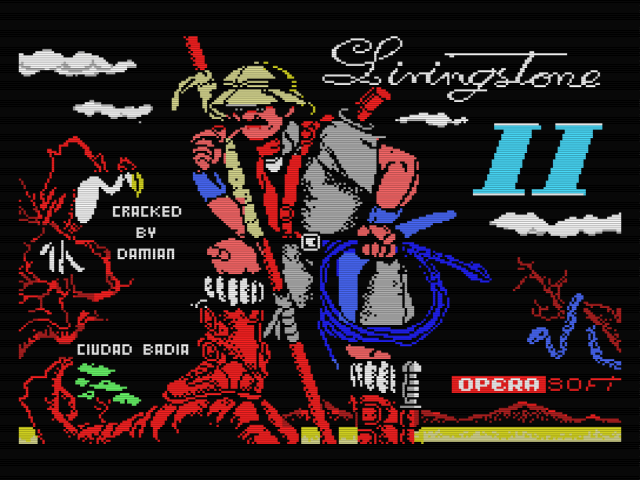 Livingstone
II
CRACKED
BY
DAMIAN
CIUDAD BADIA
OPERA SOFT